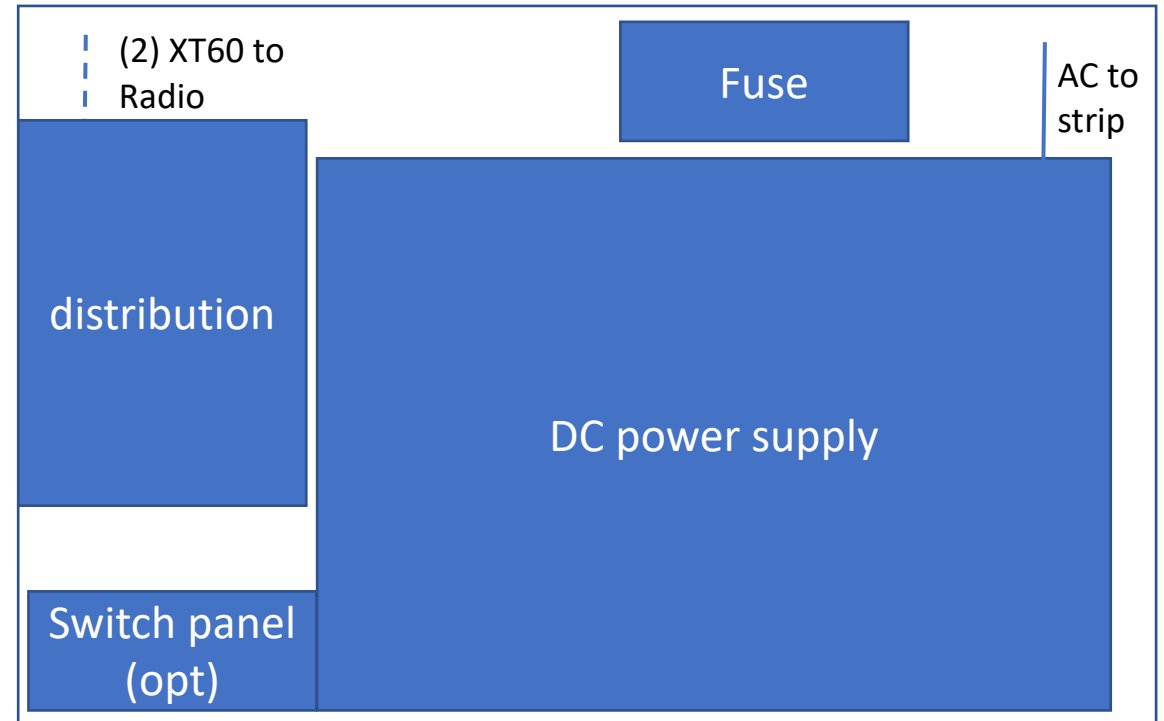 (2) XT60 to
Radio
Fuse
AC to
strip
distribution
DC power supply
Switch panel
(opt)